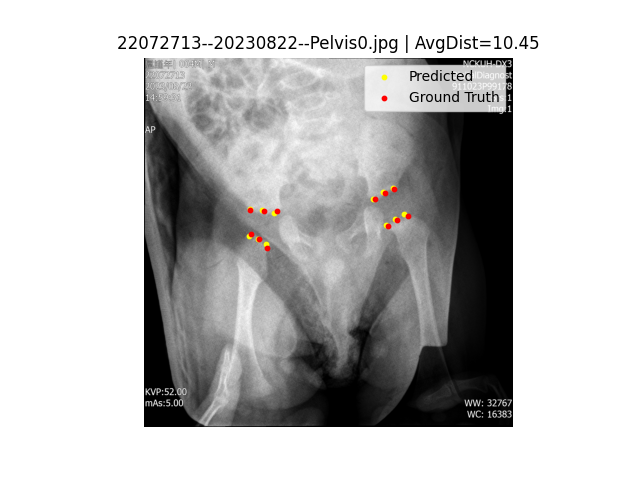 22072713--20230822--Pelvis0.jpg | AvgDist=10.45
NCKUH-DX3
Predicted
Ground Truth
AP
KVP:52.00
mAs:5.00
WW: 32767
WC: 16383